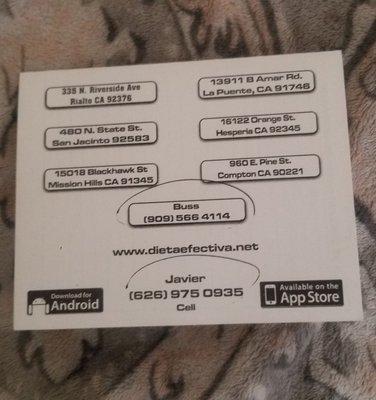 335 N. Riverside Ave
Rialto CA 92376
13911 B Amar Rd.
La Puente, CA 91746
480 N. State St.
San Jacinto 92583
16122 Orange St.
Hesperia CA 92345
15018 Blackhawk St
Mission Hills CA 91345
960 E. Pine St.
Compton CA 90221
Buss
(909) 566 4114
www.dietaefectiva.net
Javier
(626) 975 0935
Cell
Download for
Android
Available on the
App Store